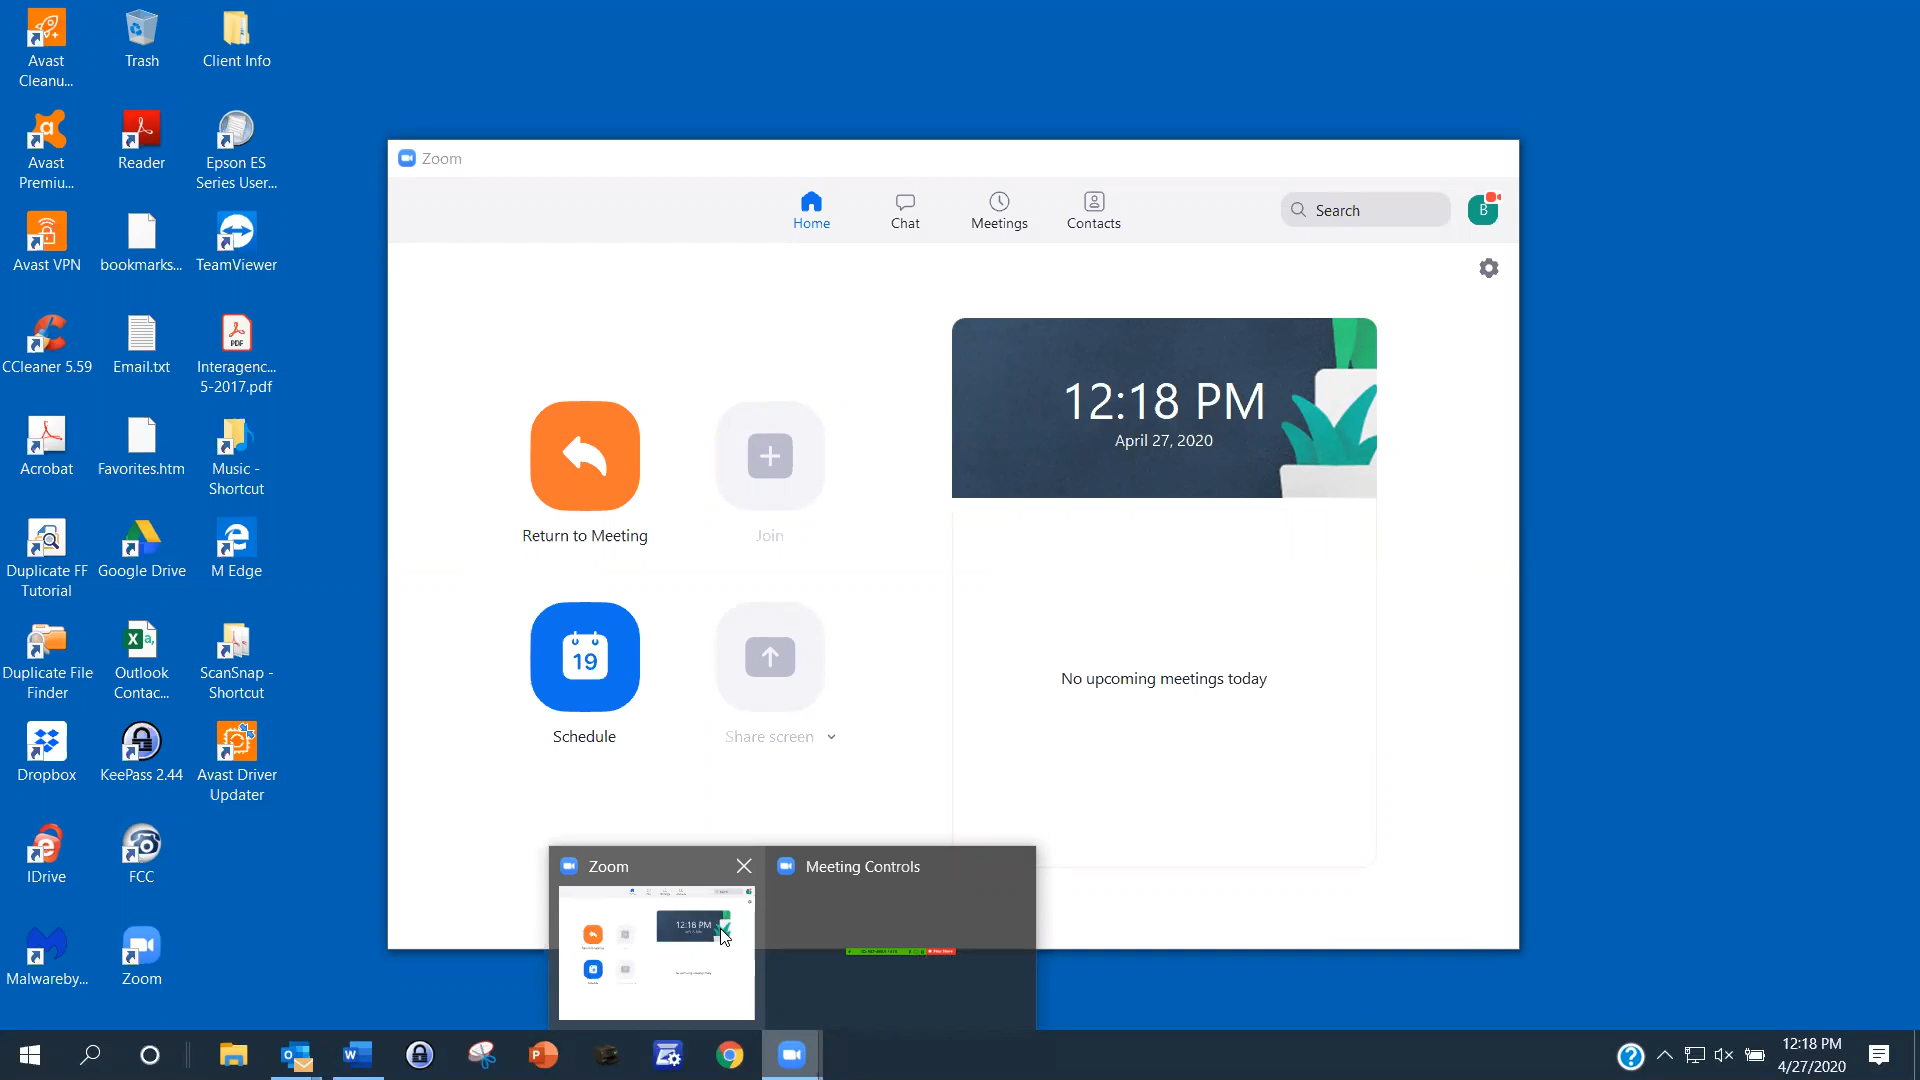 Avast
Cleanu...
Trash
Client Info
Avast
Premiu...
Reader
Epson ES
Series User...
Avast VPN
bookmarks...
TeamViewer
CCleaner 5.59
Email.txt
Interagenc...
5-2017.pdf
Acrobat
Favorites.htm
Music -
Shortcut
Duplicate FF
Tutorial
Google Drive
M Edge
Duplicate File
Finder
Outlook
Contac...
ScanSnap -
Shortcut
Dropbox
KeePass 2.44
Avast Driver
Updater
IDrive
FCC
Malwareby...
Zoom
Zoom
Home
Chat
Meetings
Contacts
Search
B
12:18 PM
April 27, 2020
Return to Meeting
Join
19
Schedule
Share screen
No upcoming meetings today
Zoom
Meeting Controls
12:18 PM
12:18 PM
4/27/2020